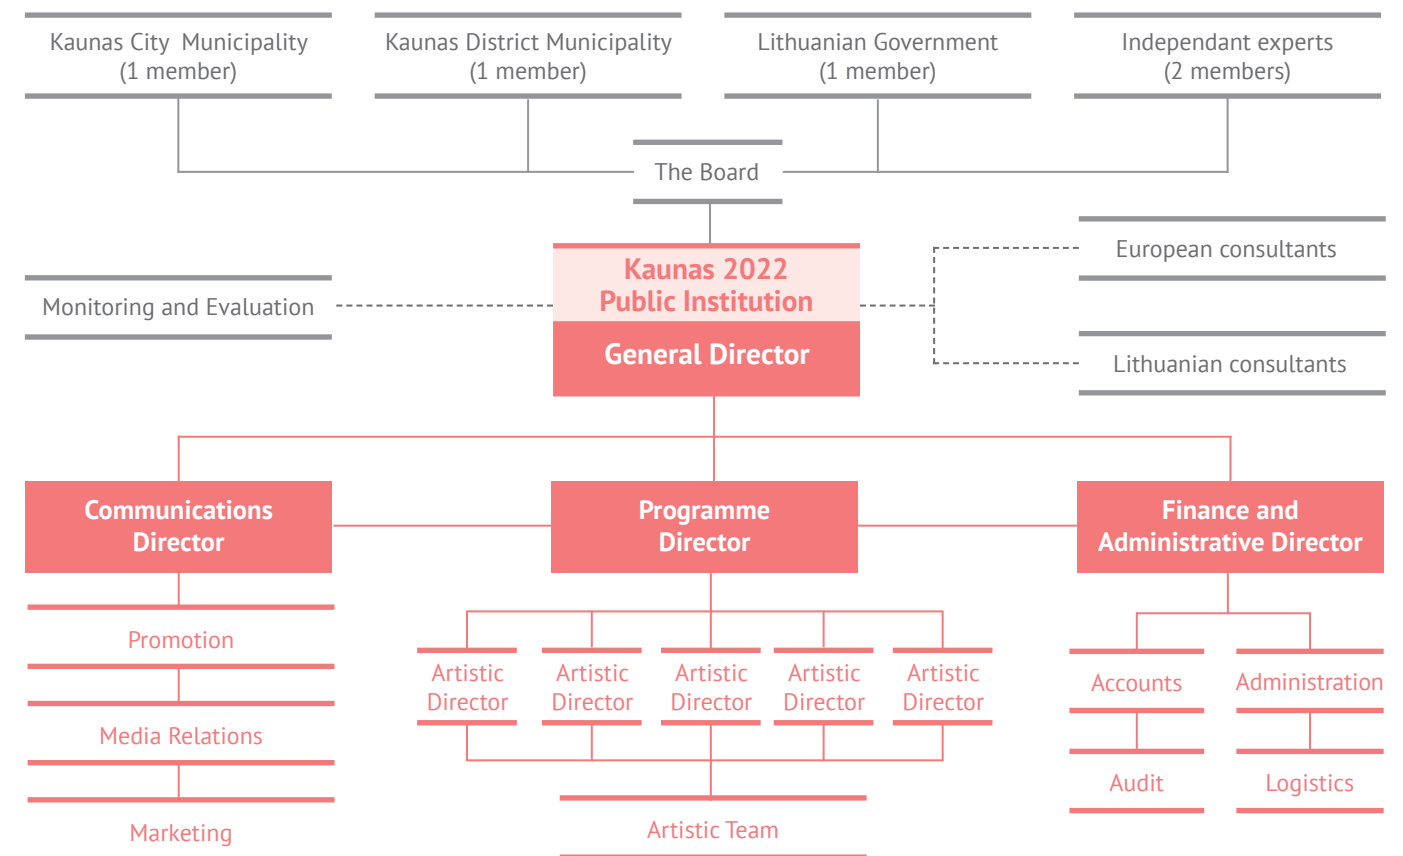 Kaunas City Municipality
(1 member)
Kaunas District Municipality
(1 member)
Lithuanian Government
(1 member)
Independant experts
(2 members)
The Board
Kaunas 2022
Public Institution
General Director
Monitoring and Evaluation
European consultants
Lithuanian consultants
Communications
Director
Programme
Director
Finance and
Administrative Director
Promotion
Media Relations
Marketing
Artistic
Director
Artistic
Director
Artistic
Director
Artistic
Director
Artistic
Director
Artistic Team
Accounts
Administration
Audit
Logistics